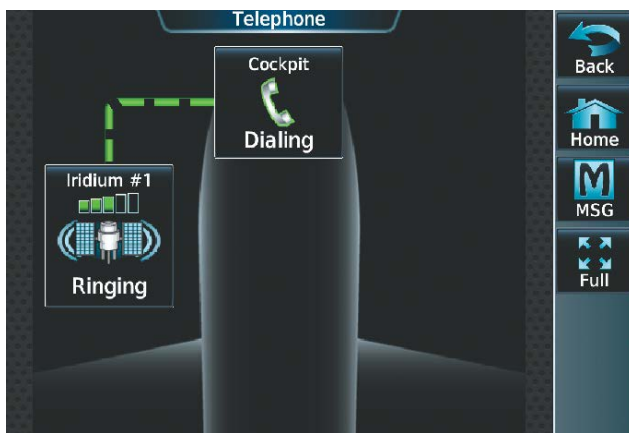 Telephone
Cockpit
Dialing
Iridium #1
Ringing
Back
Home
MSG
Full